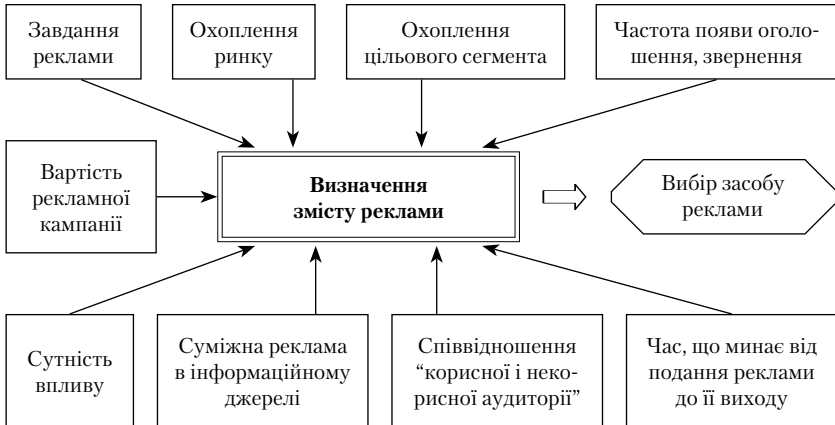 Завдання
реклами
Охоплення
ринку
Охоплення
цільового сегмента
Частота появи оголо-
шення, звернення
Вартість
рекламної
кампанії
Визначення
змісту реклами
Вибір засобу
реклами
Сутність
впливу
Суміжна реклама
в інформаційному
джерелі
Співвідношення
“корисної і неко-
рисної аудиторії”
Час, що минає від
подання реклами
до її виходу